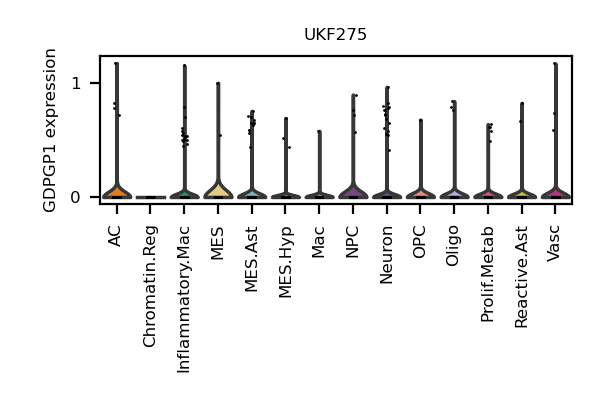 UKF275
GDPGP1 expression
1
0
AC
Chromatin.Reg
Inflammatory.Mac
MES
MES.Ast
MES.Hyp
Mac
NPC
Neuron
OPC
Oligo
Prolif.Metab
Reactive.Ast
Vasc